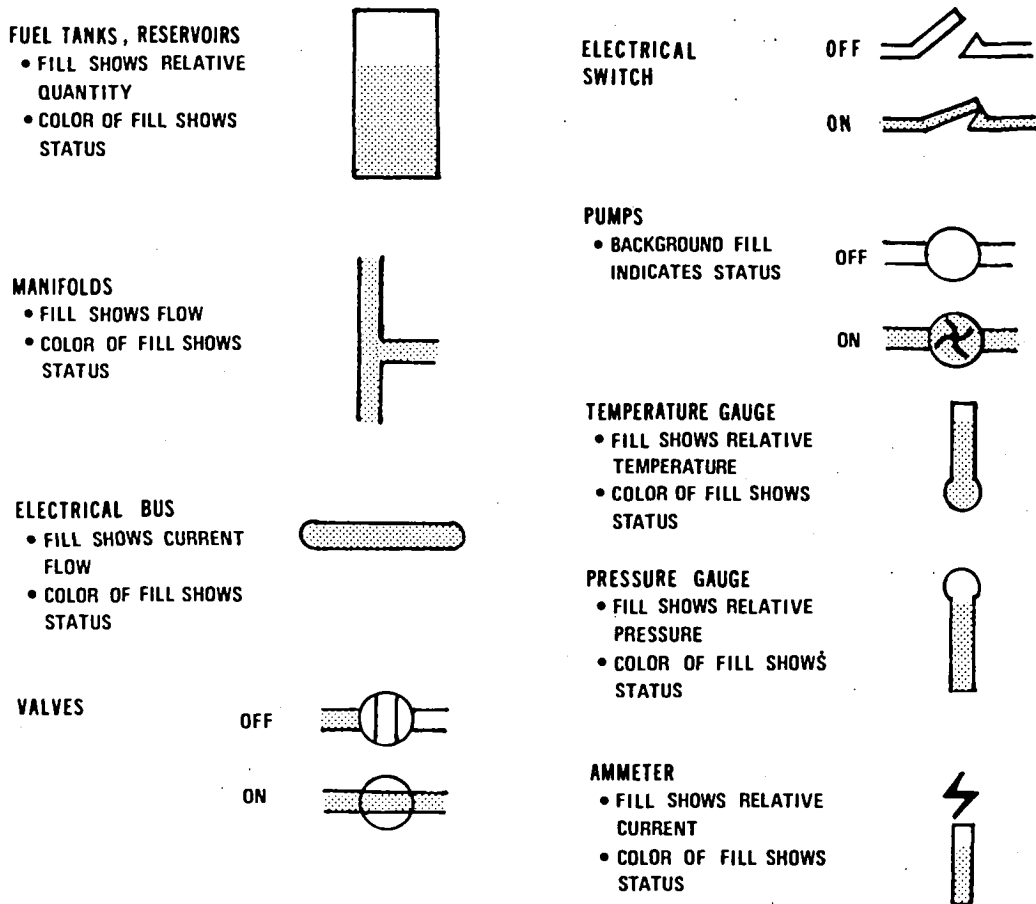 FUEL TANKS, RESERVOIRS
• FILL SHOWS RELATIVE
QUANTITY
• COLOR OF FILL SHOWS
STATUS
MANIFOLDS
• FILL SHOWS FLOW
• COLOR OF FILL SHOWS
STATUS
ELECTRICAL BUS
• FILL SHOWS CURRENT
FLOW
• COLOR OF FILL SHOWS
STATUS
VALVES
OFF
ON
ELECTRICAL
SWITCH
OFF
ON
PUMPS
• BACKGROUND FILL
INDICATES STATUS
OFF
ON
TEMPERATURE GAUGE
• FILL SHOWS RELATIVE
TEMPERATURE
• COLOR OF FILL SHOWS
STATUS
PRESSURE GAUGE
• FILL SHOWS RELATIVE
PRESSURE
• COLOR OF FILL SHOWS
STATUS
AMMETER
• FILL SHOWS RELATIVE
CURRENT
• COLOR OF FILL SHOWS
STATUS